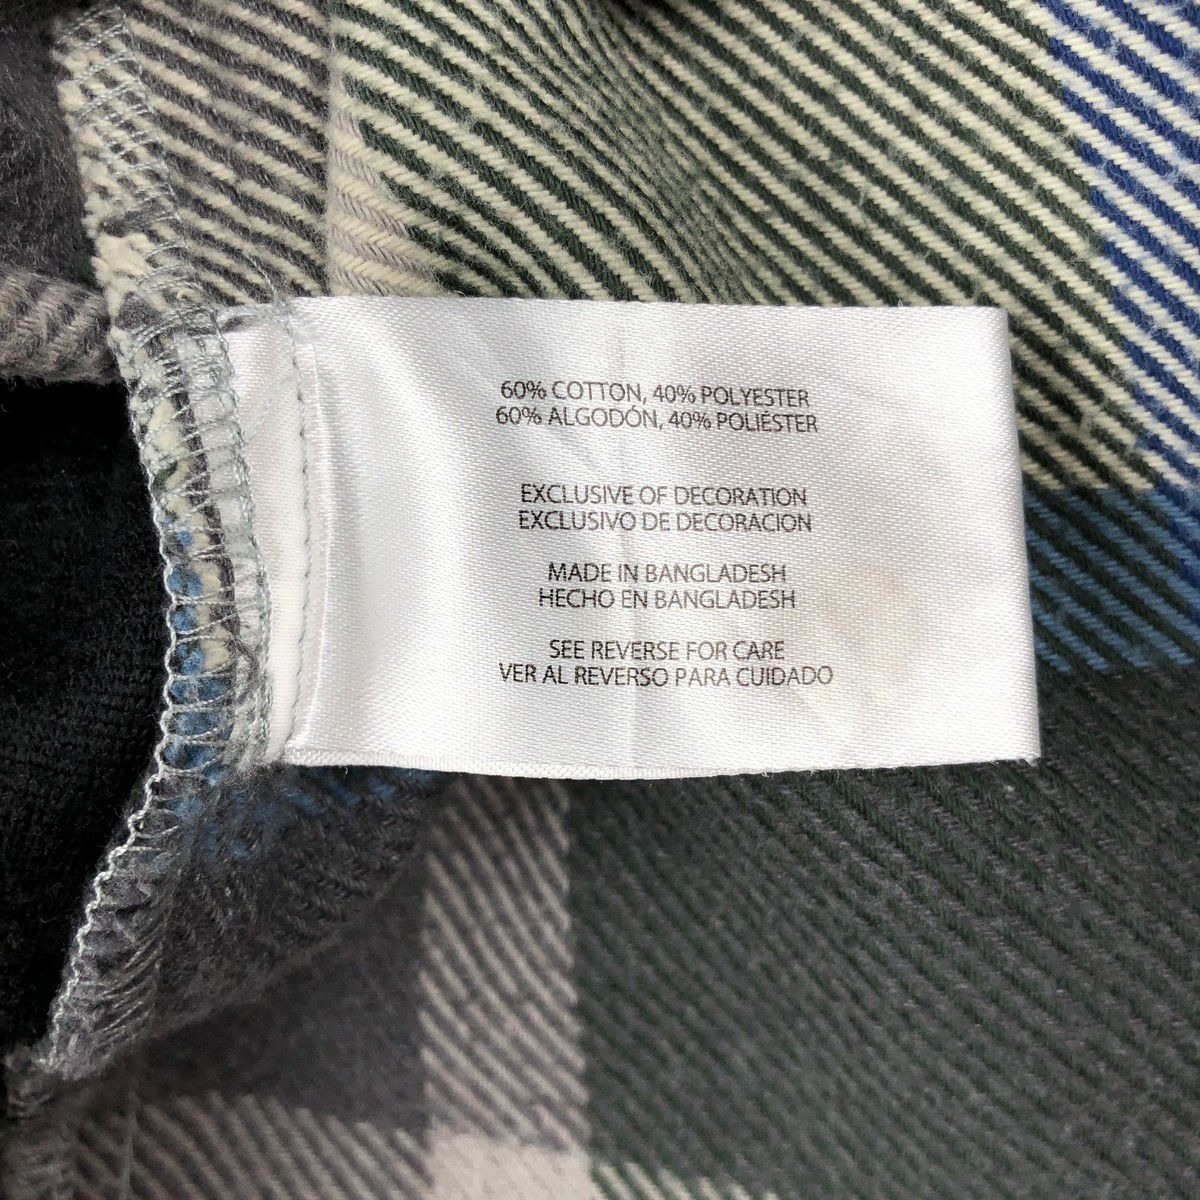 60% COTTON, 40% POLYESTER
60% ALGODÓN, 40% POLIÉSTER
EXCLUSIVE OF DECORATION
EXCLUSIVO DE DECORACION
MADE IN BANGLADESH
HECHO EN BANGLADESH
SEE REVERSE FOR CARE
VER AL REVERSO PARA CUIDADO